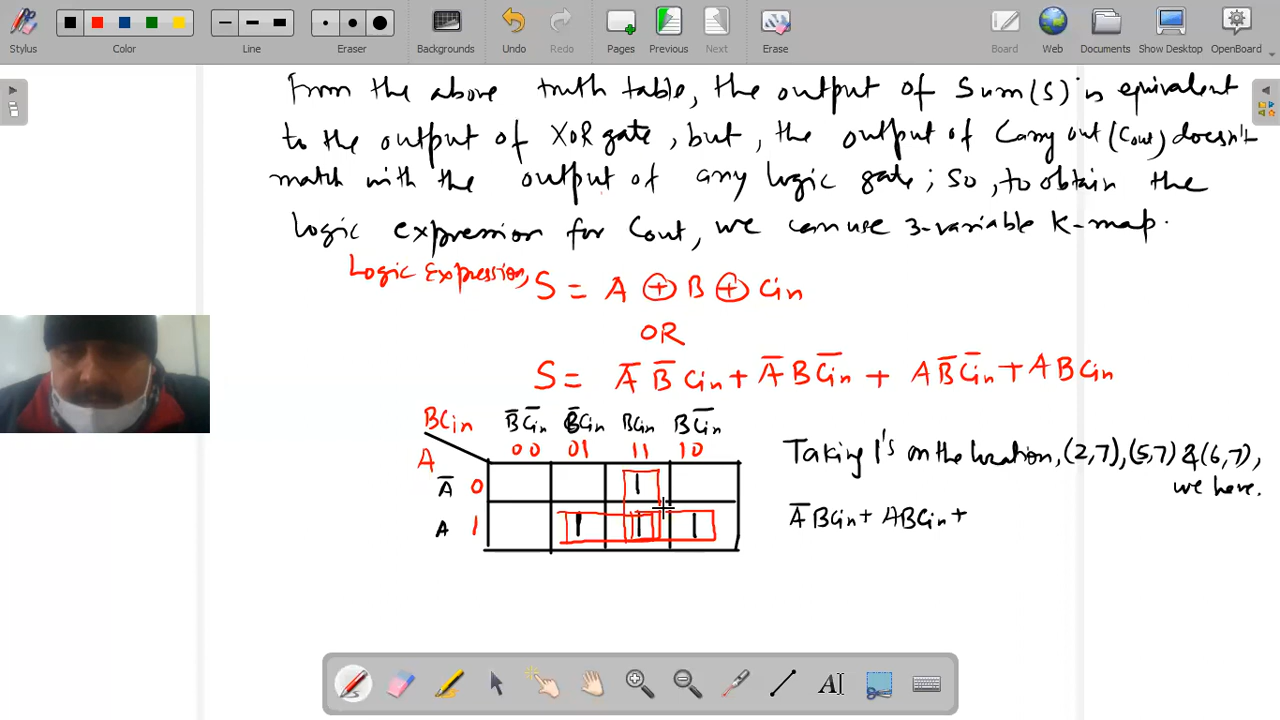 Stylus Color Line Eraser Backgrounds Undo Redo Pages Previous Next Erase Board Web Documents Show Desktop OpenBoard
From the above truth table, the output of Sum(S) is equivalent
to the output of XOR gate, but, the output of Carry out (Cout) doesn't
match with the output of any logic gate; So, to obtain the
Logic expression for Cout, we can use 3-variable K-map.
Logic Expression, S = A ⊕ B ⊕ Cin
OR
S = A̅ B̅ Cin + A̅ B C̅i̅n̅ + A B̅ C̅i̅n̅ + A B Cin
BCin B̅ C̅i̅n̅ B̅Cin BCin B C̅i̅n̅
A 00 01 11 10
A̅ 0 1
A 1 1 1 1
Taking 1's on the location, (2,7), (5,7) & (6,7),
we have.
A̅ BCin + ABCin +
AI